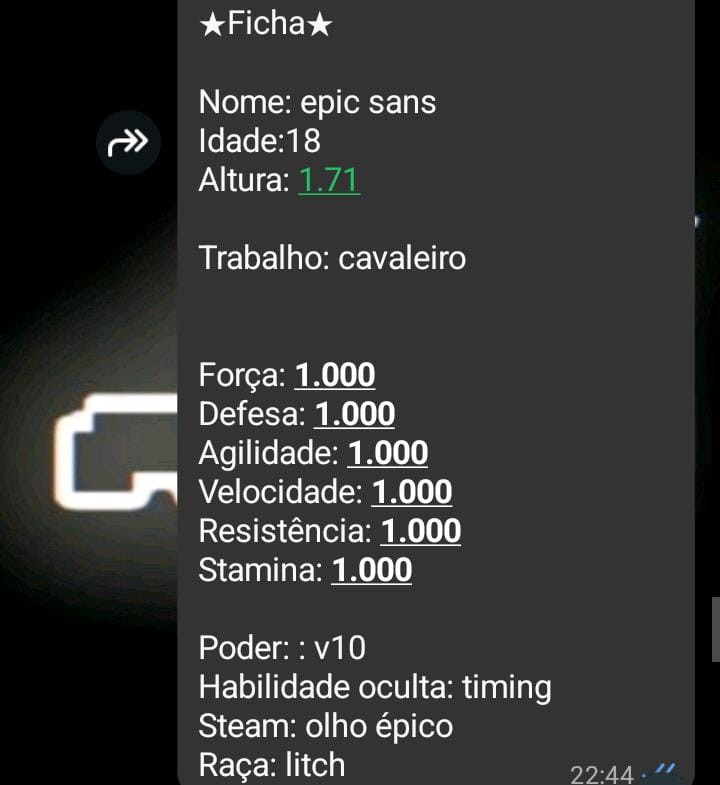 ★Ficha★
Nome: epic sans
Idade:18
Altura: 1.71
Trabalho: cavaleiro
Força: 1.000
Defesa: 1.000
Agilidade: 1.000
Velocidade: 1.000
Resistência: 1.000
Stamina: 1.000
Poder: : v10
Habilidade oculta: timing
Steam: olho épico
Raça: litch
22:44